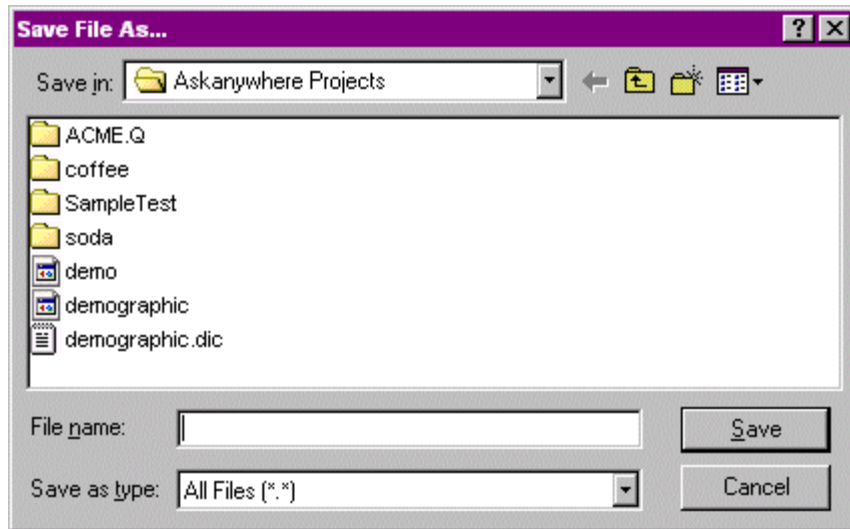 Save File As...
Save in: Askanywhere Projects
ACME.Q
coffee
SampleTest
soda
demo
demographic
demographic.dic
File name: Save
Save as type: All Files (*.*) Cancel